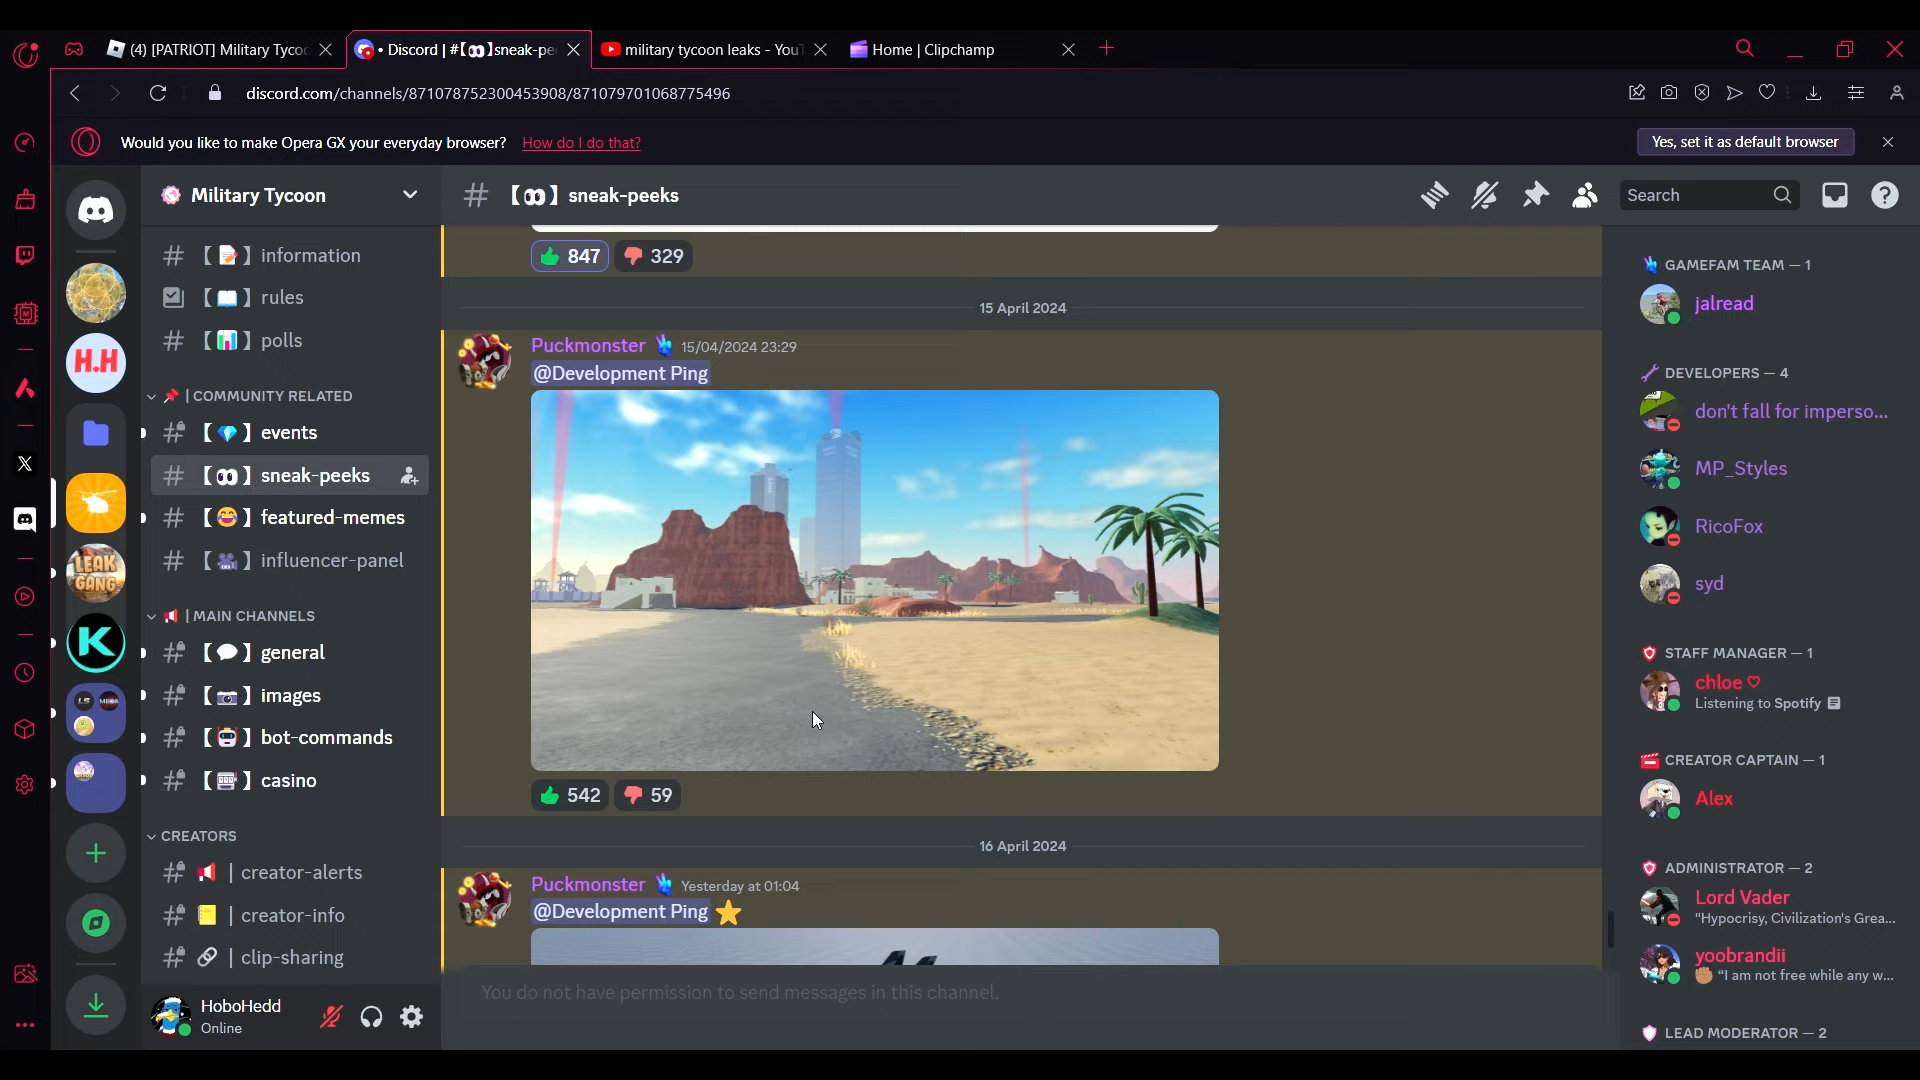 (4) [PATRIOT] Military Tycoo
• Discord | #【👀】sneak-pe
military tycoon leaks - YouT
Home | Clipchamp
discord.com/channels/871078752300453908/871079701068775496
Would you like to make Opera GX your everyday browser? How do I do that?
Yes, set it as default browser
Military Tycoon
# 【👀】 sneak-peeks
Search
# 【📝】 information
【📖】 rules
# 【📊】 polls
📌 | COMMUNITY RELATED
# 【💎】 events
# 【👀】 sneak-peeks
# 【😂】 featured-memes
# 【🎥】 influencer-panel
📢 | MAIN CHANNELS
# 【💬】 general
# 【📷】 images
# 【🤖】 bot-commands
# 【🎰】 casino
CREATORS
# 📢 | creator-alerts
# 📒 | creator-info
# 🔗 | clip-sharing
HoboHedd
Online
H.H
LEAK
GANG
K
847
329
15 April 2024
Puckmonster 15/04/2024 23:29
@Development Ping
542
59
16 April 2024
Puckmonster Yesterday at 01:04
@Development Ping ⭐
You do not have permission to send messages in this channel.
GAMEFAM TEAM — 1
jalread
DEVELOPERS — 4
don't fall for imperso...
MP_Styles
RicoFox
syd
STAFF MANAGER — 1
chloe ♡
Listening to Spotify
CREATOR CAPTAIN — 1
Alex
ADMINISTRATOR — 2
Lord Vader
"Hypocrisy, Civilization's Grea...
yoobrandii
✊🏽 "I am not free while any w...
LEAD MODERATOR — 2